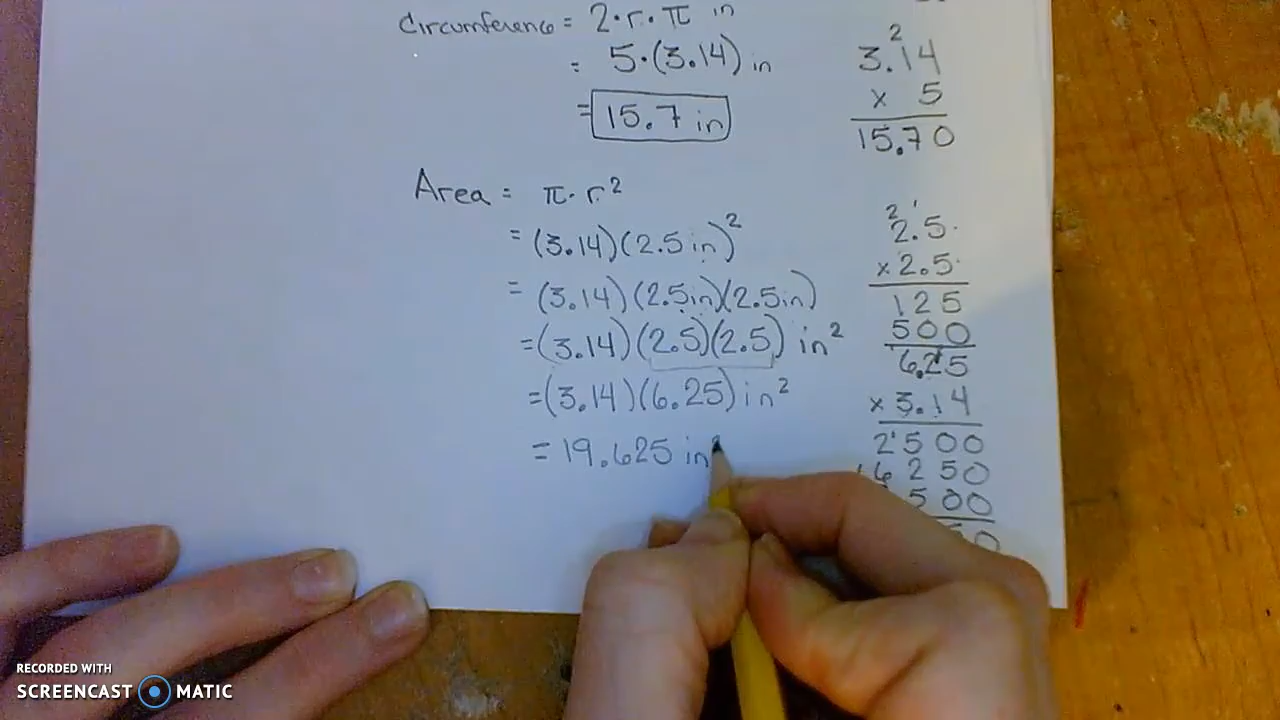 Circumference = 2·r·π in
= 5·(3.14) in
= 15.7 in
2
3.14
x 5
15.70
Area = π·r²
= (3.14)(2.5 in)²
= (3.14)(2.5in)(2.5in)
= (3.14)(2.5)(2.5) in²
= (3.14)(6.25) in²
= 19.625 in²
2.5
x 2.5
125
500
6.25
x 3.14
2500
6250
500
RECORDED WITH
SCREENCAST MATIC